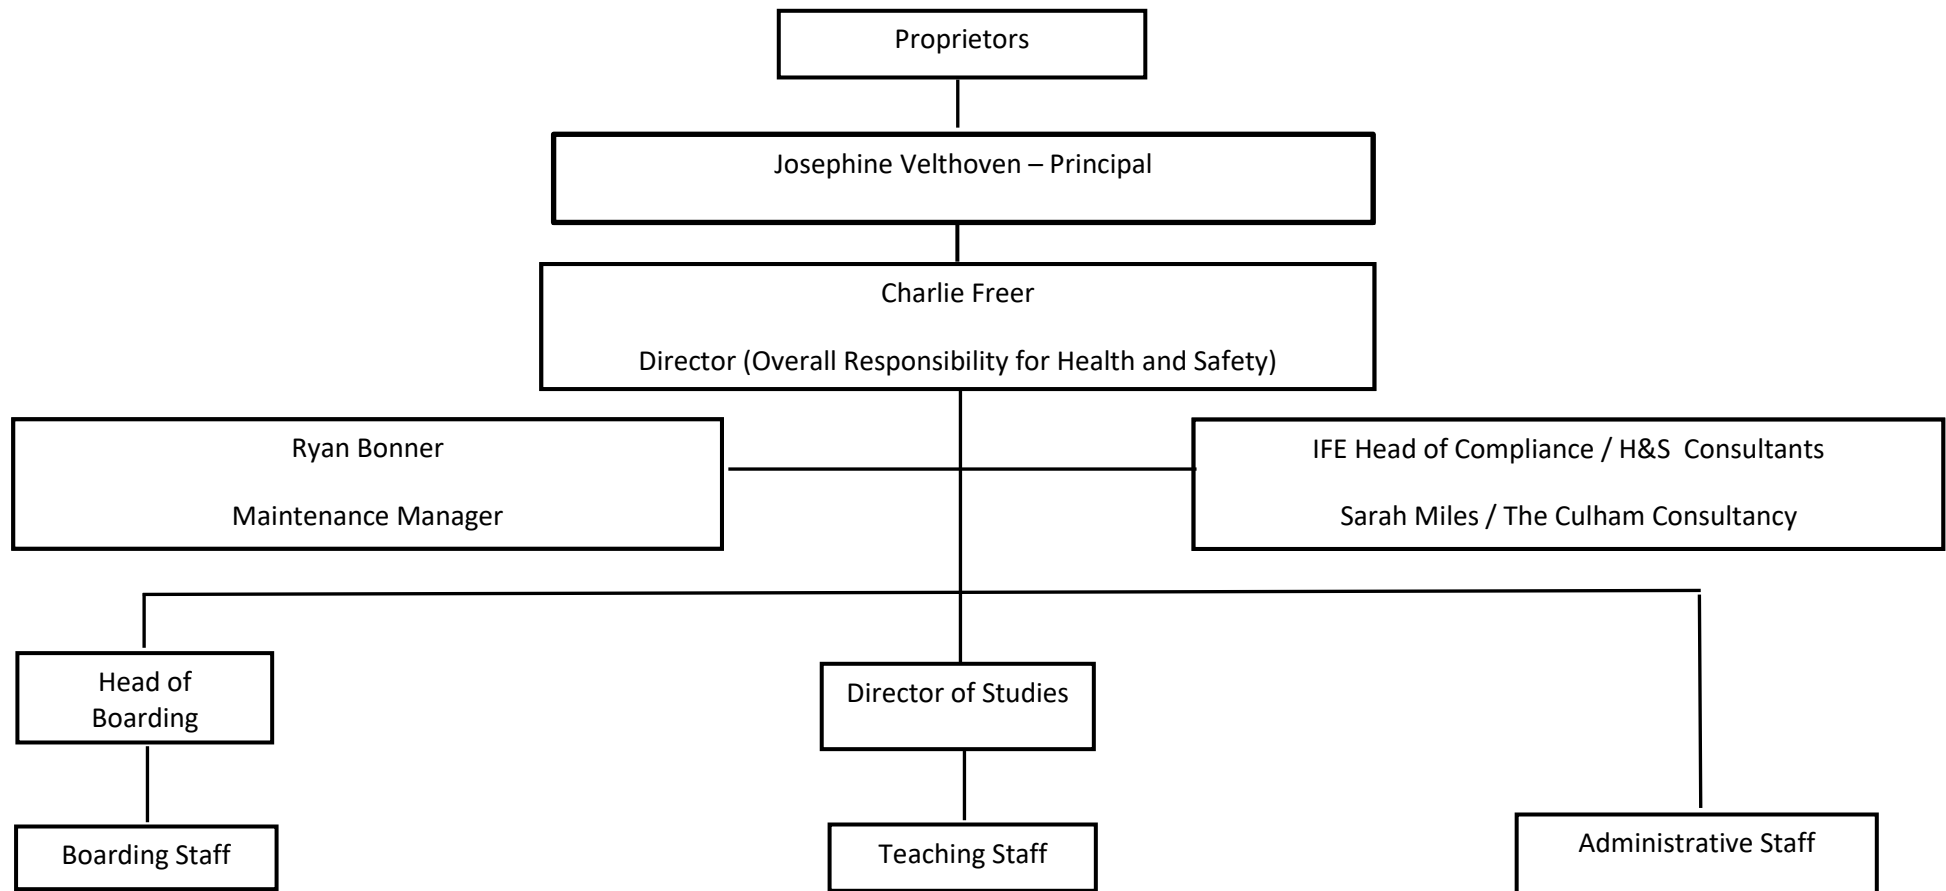 Proprietors
Josephine Velthoven – Principal
Charlie Freer
Director (Overall Responsibility for Health and Safety)
Ryan Bonner
Maintenance Manager
IFE Head of Compliance / H&S  Consultants
Sarah Miles / The Culham Consultancy
Head of
Boarding
Director of Studies
Boarding Staff
Teaching Staff
Administrative Staff